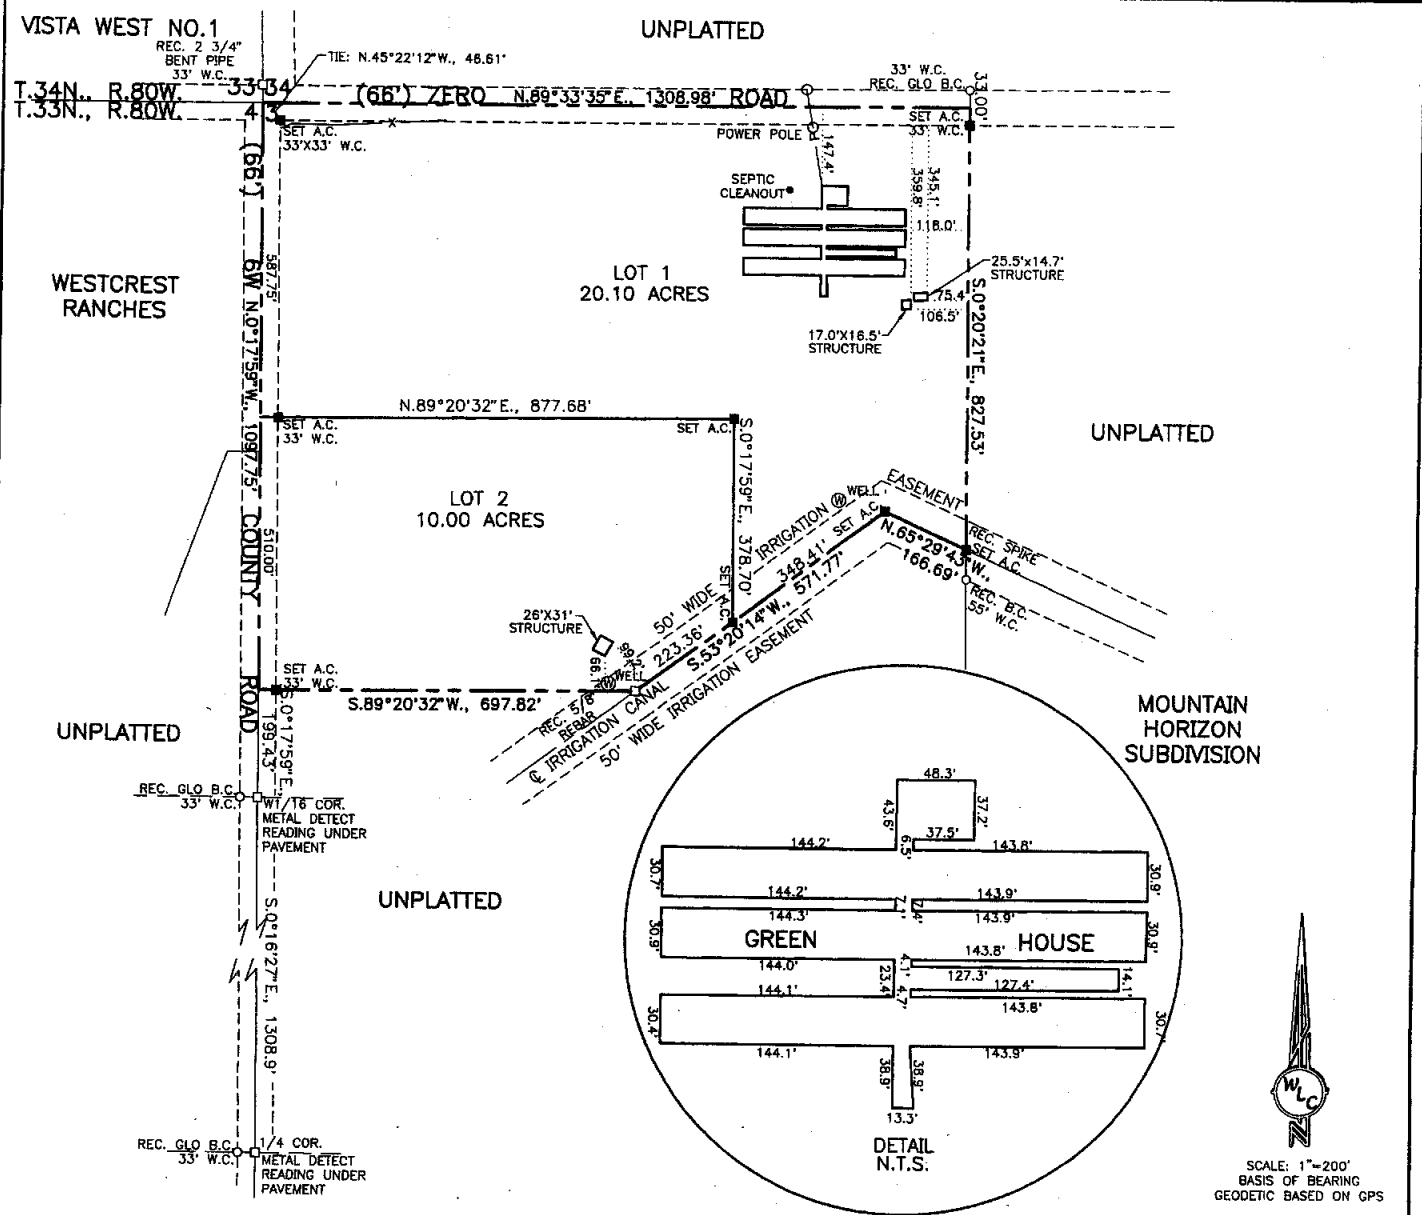 VISTA WEST NO.1
UNPLATTED
REC. 2 3/4"
BENT PIPE
33' W.C.
TIE: N.45°22'12"W., 46.61'
33' W.C.
REC. GLO B.C.
33.00'
33 34
T.34N., R.80W.
T.33N., R.80W.
4 3
(66') ZERO N.89°33'35"E., 1308.98' ROAD
SET A.C.
33'X33' W.C.
X
POWER POLE
SET A.C.
33' W.C.
147.4'
SEPTIC
CLEANOUT
359.8'
345.1'
118.0'
(66')
6W N.0°17'59"W., 1097.75' COUNTY ROAD
587.75'
WESTCREST
RANCHES
LOT 1
20.10 ACRES
25.5'x14.7'
STRUCTURE
75.4
106.5'
17.0'X16.5'
STRUCTURE
S.0°20'21"E., 827.53'
N.89°20'32"E., 877.68'
SET A.C.
33' W.C.
SET A.C.
UNPLATTED
S.0°17'59"E., 378.70'
LOT 2
10.00 ACRES
510.00'
50' WIDE IRRIGATION EASEMENT
WELL
W
SET A.C.
348.41'
N.65°29'43"W.,
166.69'
REC. SPIKE
SET A.C.
REC. B.C.
55' W.C.
SET A.C.
223.36'
S.53°20'14"W., 571.77'
26'X31'
STRUCTURE
66.1
W
WELL
SET A.C.
33' W.C.
S.89°20'32"W., 697.82'
REC. 5/8"
REBAR
IRRIGATION CANAL
50' WIDE IRRIGATION EASEMENT
S.0°17'59"E.
199.43'
UNPLATTED
MOUNTAIN
HORIZON
SUBDIVISION
REC. GLO B.C.
33' W.C.
W1/16 COR.
METAL DETECT
READING UNDER
PAVEMENT
UNPLATTED
S.0°16'27"E., 1308.9'
48.3'
43.6'
37.2'
37.5'
6.5'
144.2'
143.8'
30.7'
30.9'
144.2'
143.9'
144.3'
143.9'
30.9'
GREEN HOUSE
30.9'
143.8'
144.0'
4.1'
127.3'
23.4'
127.4'
14.1'
144.1'
4.7'
143.8'
30.4'
30.7'
144.1'
143.9'
38.9'
38.9'
13.3'
DETAIL
N.T.S.
REC. GLO B.C.
33' W.C.
1/4 COR.
METAL DETECT
READING UNDER
PAVEMENT
WLC
N
SCALE: 1"=200'
BASIS OF BEARING
GEODETIC BASED ON GPS